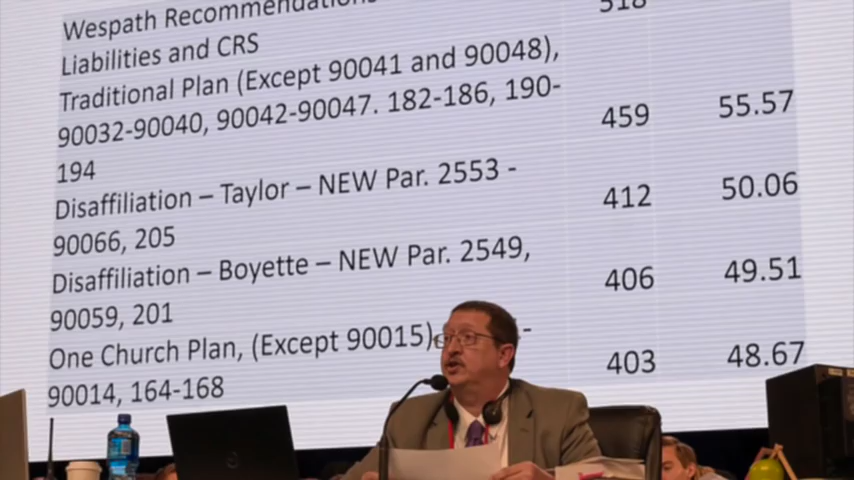 Wespath Recommendations
Liabilities and CRS
518
Traditional Plan (Except 90041 and 90048),
90032-90040, 90042-90047. 182-186, 190-
194
459 55.57
Disaffiliation – Taylor – NEW Par. 2553 -
90066, 205
412 50.06
Disaffiliation – Boyette – NEW Par. 2549,
90059, 201
406 49.51
One Church Plan, (Except 90015) -
90014, 164-168
403 48.67